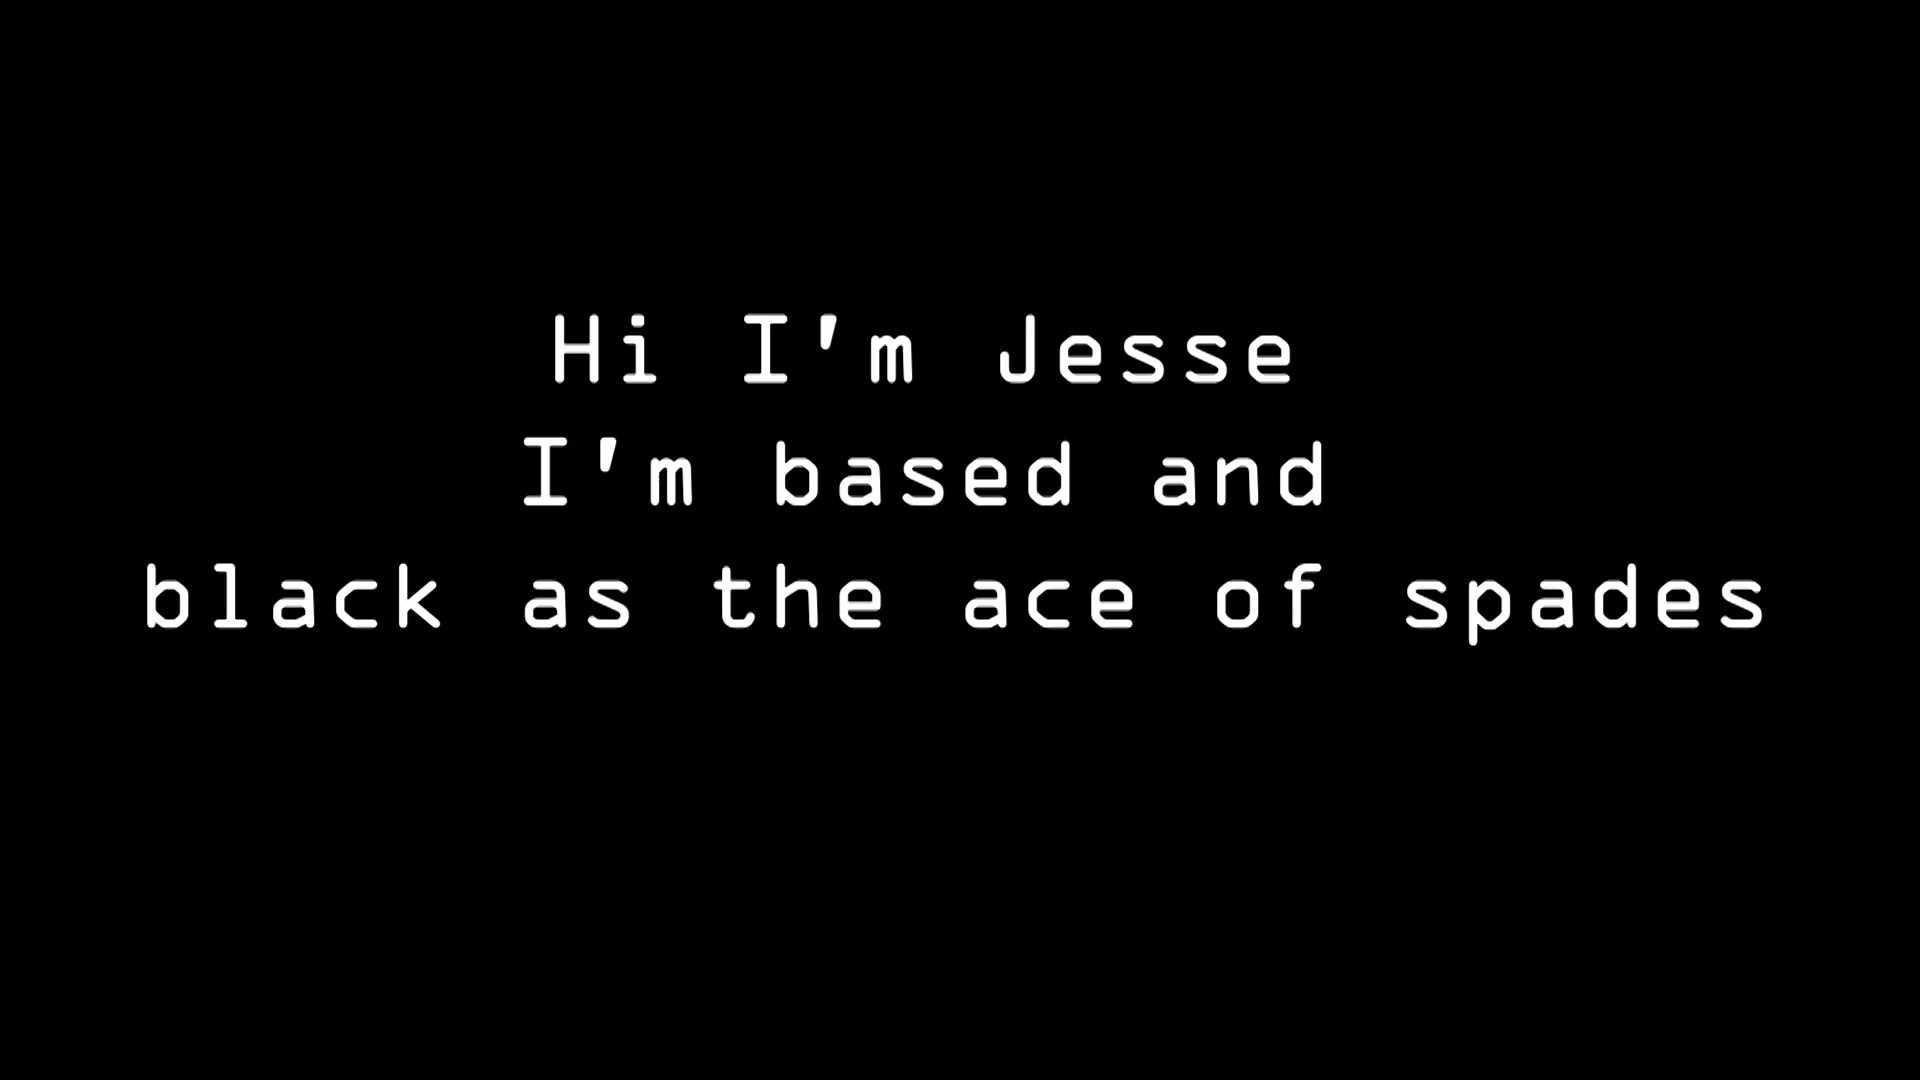 Hi I'm Jesse
I'm based and
black as the ace of spades